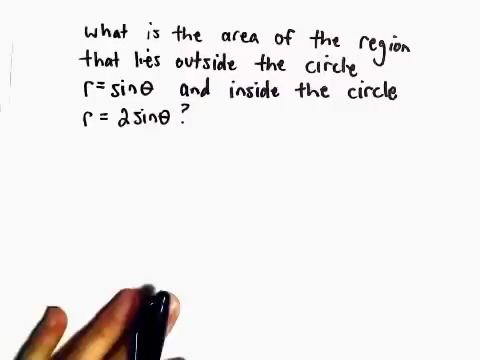 What is the area of the region
that lies outside the circle
r = sinθ and inside the circle
r = 2sinθ?